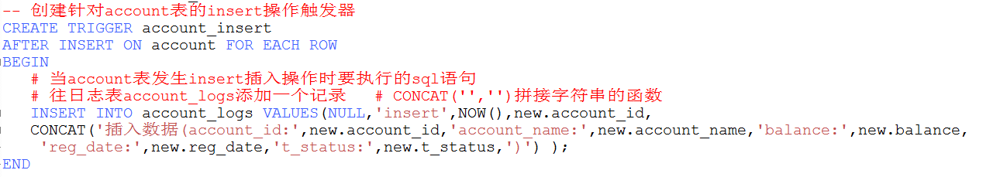 -- 创建针对account表的insert操作触发器
CREATE TRIGGER account_insert
AFTER INSERT ON account FOR EACH ROW
BEGIN
# 当account表发生insert插入操作时要执行的sql语句
# 往日志表account_logs添加一个记录   # CONCAT('','')拼接字符串的函数
INSERT INTO account_logs VALUES(NULL,'insert',NOW(),new.account_id,
CONCAT('插入数据(account_id:',new.account_id,'account_name:',new.account_name,'balance:',new.balance,
'reg_date:',new.reg_date,'t_status:',new.t_status,')') );
END